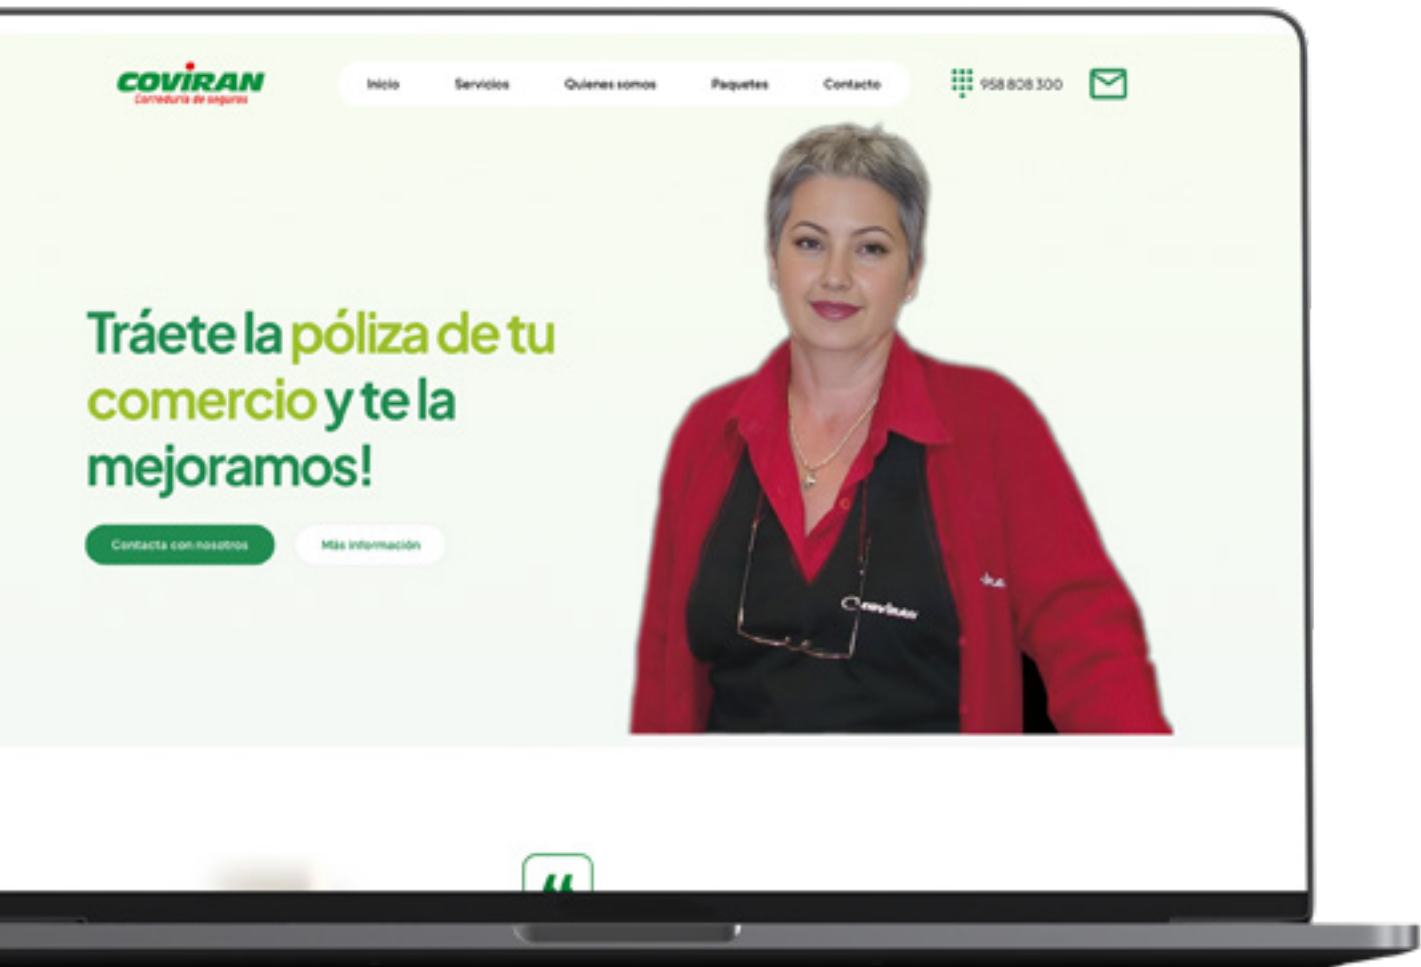 COVIRAN
Correduría de seguros
Inicio
Servicios
Quienes somos
Paquetes
Contacto
958 808 300
Tráete la póliza de tu
comercio y te la
mejoramos!
Contacta con nosotros
Más información
COVIRAN
“